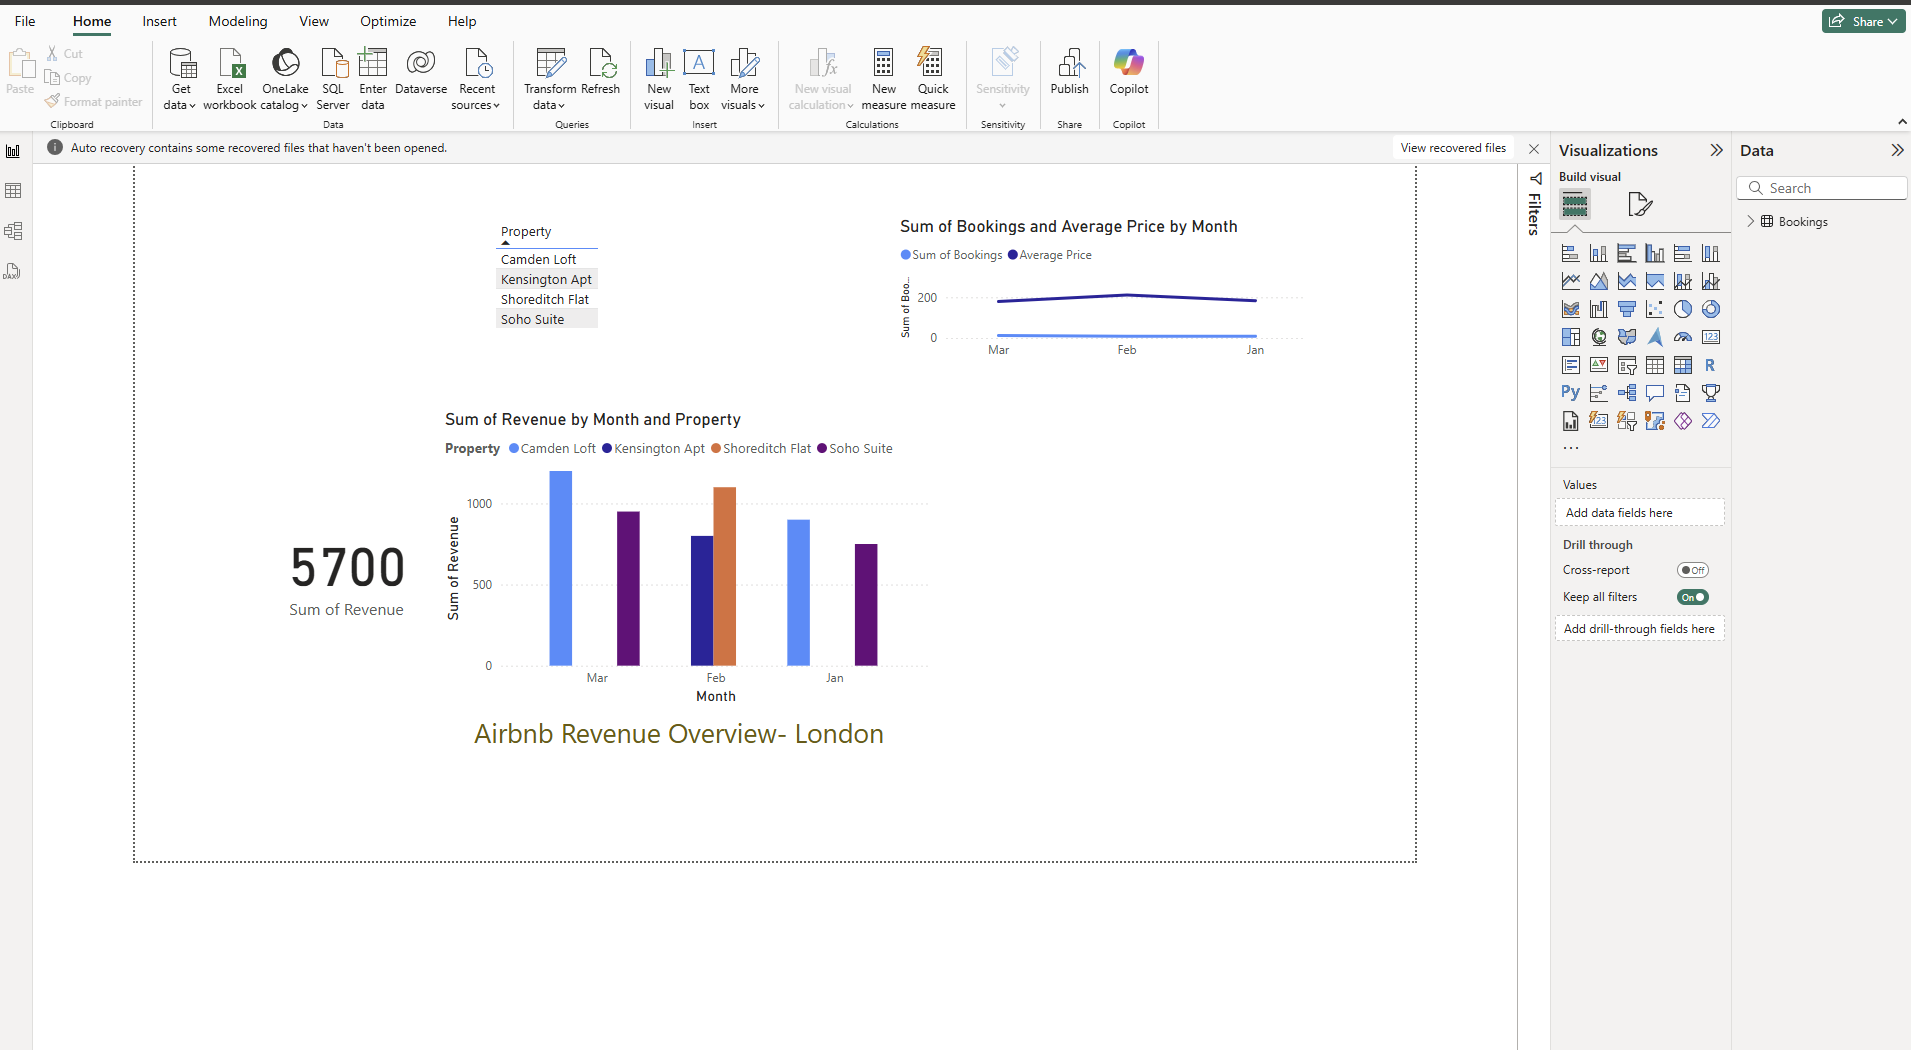 File Home Insert Modeling View Optimize Help
Share
Paste
Cut
Copy
Format painter
Clipboard
Get data
Excel workbook
OneLake catalog
SQL Server
Enter data
Dataverse
Recent sources
Data
Transform data
Refresh
Queries
New visual
Text box
More visuals
Insert
New visual calculation
New measure
Quick measure
Calculations
Sensitivity
Sensitivity
Publish
Share
Copilot
Copilot
Auto recovery contains some recovered files that haven't been opened.
View recovered files
Property
Camden Loft
Kensington Apt
Shoreditch Flat
Soho Suite
Sum of Bookings and Average Price by Month
Sum of Bookings Average Price
Sum of Boo...
200
0
Mar Feb Jan
Sum of Revenue by Month and Property
Property Camden Loft Kensington Apt Shoreditch Flat Soho Suite
Sum of Revenue
1000
500
0
Mar Feb Jan
Month
5700
Sum of Revenue
Airbnb Revenue Overview- London
Filters
Visualizations
Build visual
123
R
Py
123
...
Values
Add data fields here
Drill through
Cross-report Off
Keep all filters On
Add drill-through fields here
Data
Search
Bookings
DAX